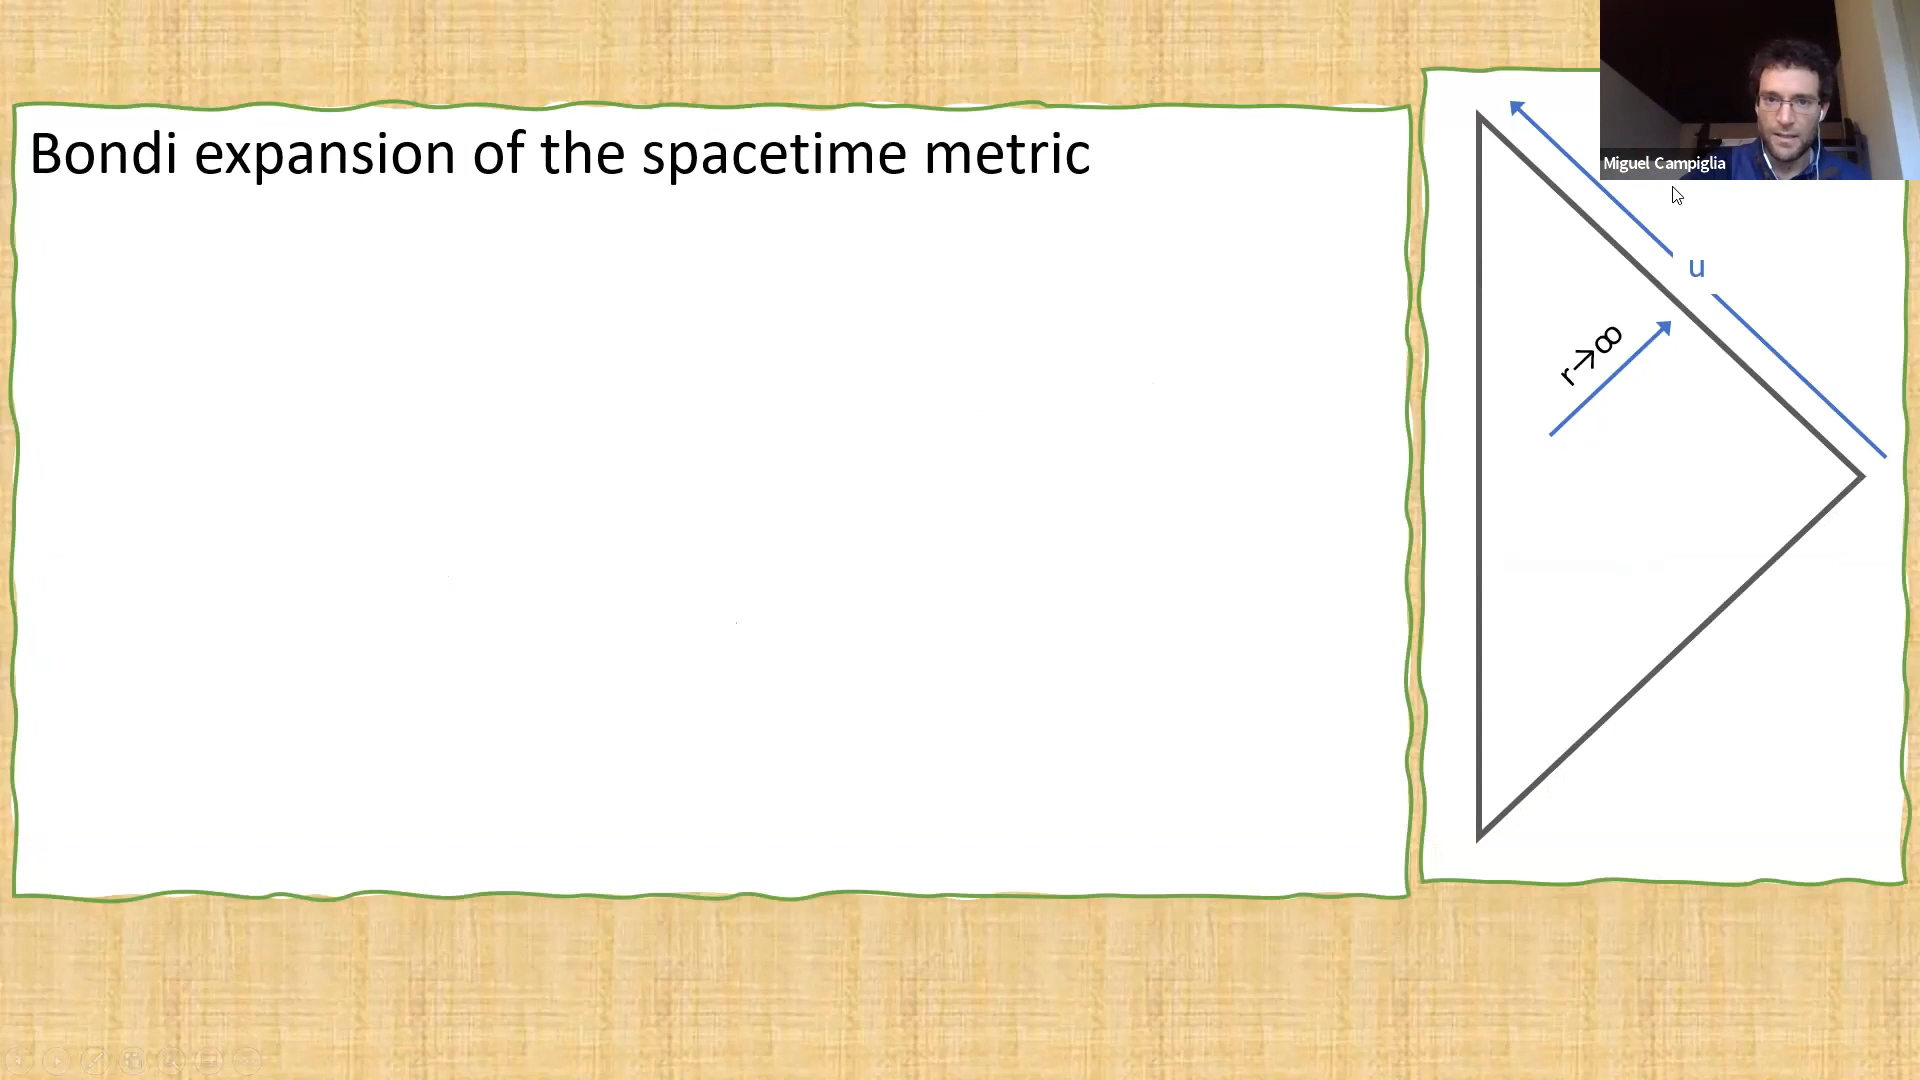 Bondi expansion of the spacetime metric
Miguel Campiglia
u
r→∞